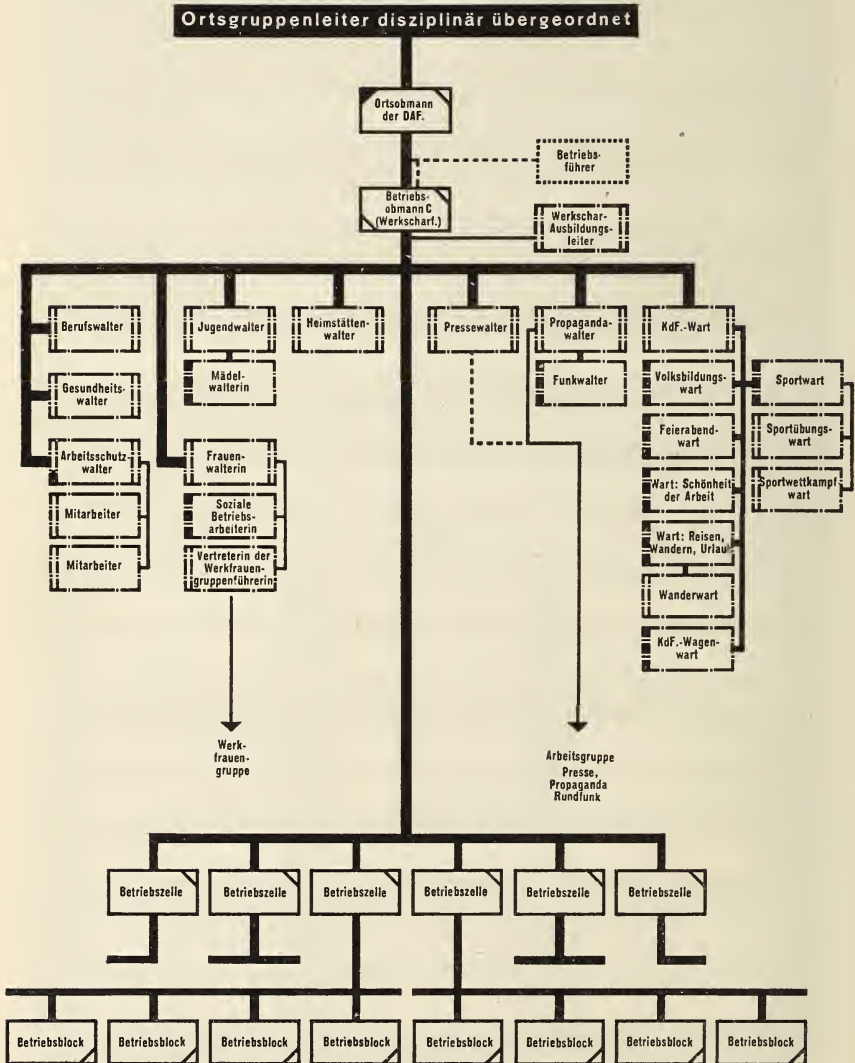 Ortsgruppenleiter disziplinär übergeordnet
Ortsobmann
der DAF.
Betriebs-
führer
Betriebs-
obmann C
(Werkscharf.)
Werkschar-
Ausbildungs-
leiter
Berufswalter
Jugendwalter
Heimstätten-
walter
Pressewalter
Propaganda-
walter
KdF.-Wart
Gesundheits-
walter
Mädel-
walterin
Funkwalter
Volksbildungs-
wart
Sportwart
Arbeitsschutz-
walter
Frauen-
walterin
Feierabend-
wart
Sportübungs-
wart
Mitarbeiter
Soziale
Betriebs-
arbeiterin
Wart: Schönheit
der Arbeit
Sportwettkampf-
wart
Mitarbeiter
Vertreterin der
Werkfrauen-
gruppenführerin
Wart: Reisen,
Wandern, Urlaub
Wanderwart
KdF.-Wagen-
wart
Werk-
frauen-
gruppe
Arbeitsgruppe
Presse,
Propaganda
Rundfunk
Betriebszelle
Betriebszelle
Betriebszelle
Betriebszelle
Betriebszelle
Betriebszelle
Betriebsblock
Betriebsblock
Betriebsblock
Betriebsblock
Betriebsblock
Betriebsblock
Betriebsblock
Betriebsblock